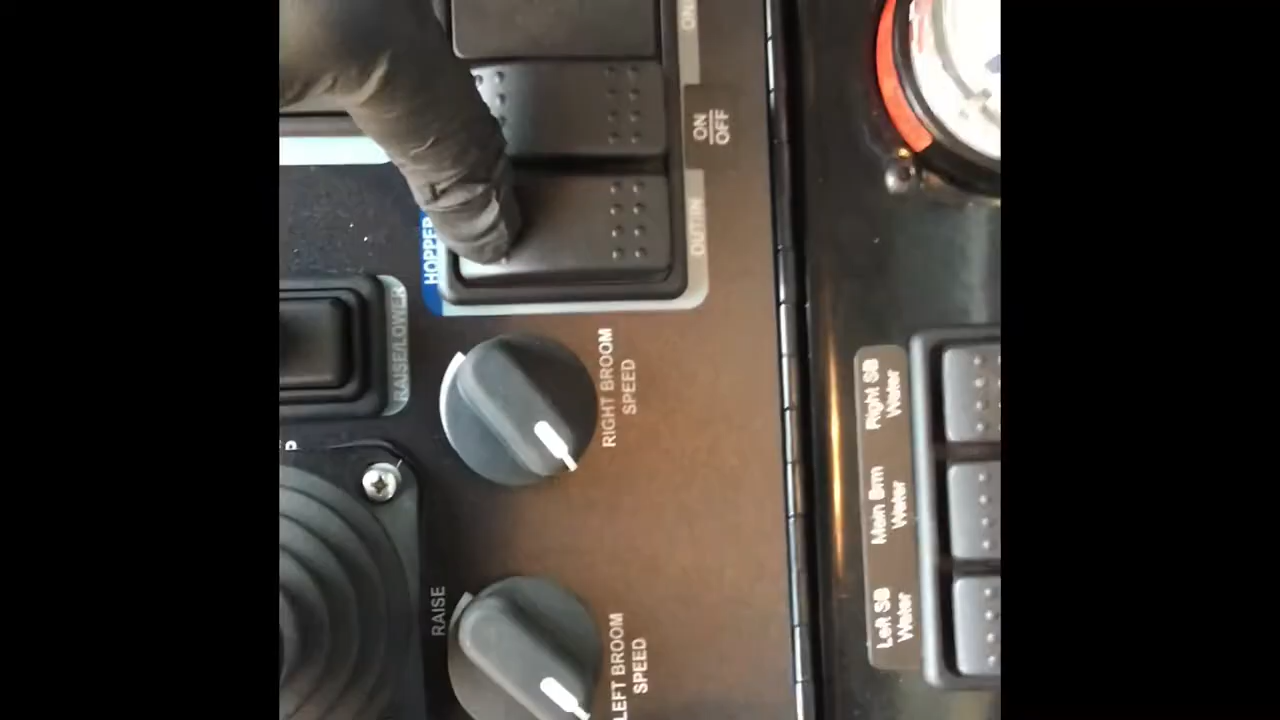 ON
ON
OFF
HOPPER
OUT/IN
RAISE/LOWER
RIGHT BROOM
SPEED
RAISE
LEFT BROOM
SPEED
Right SB
Water
Main Brm
Water
Left SB
Water